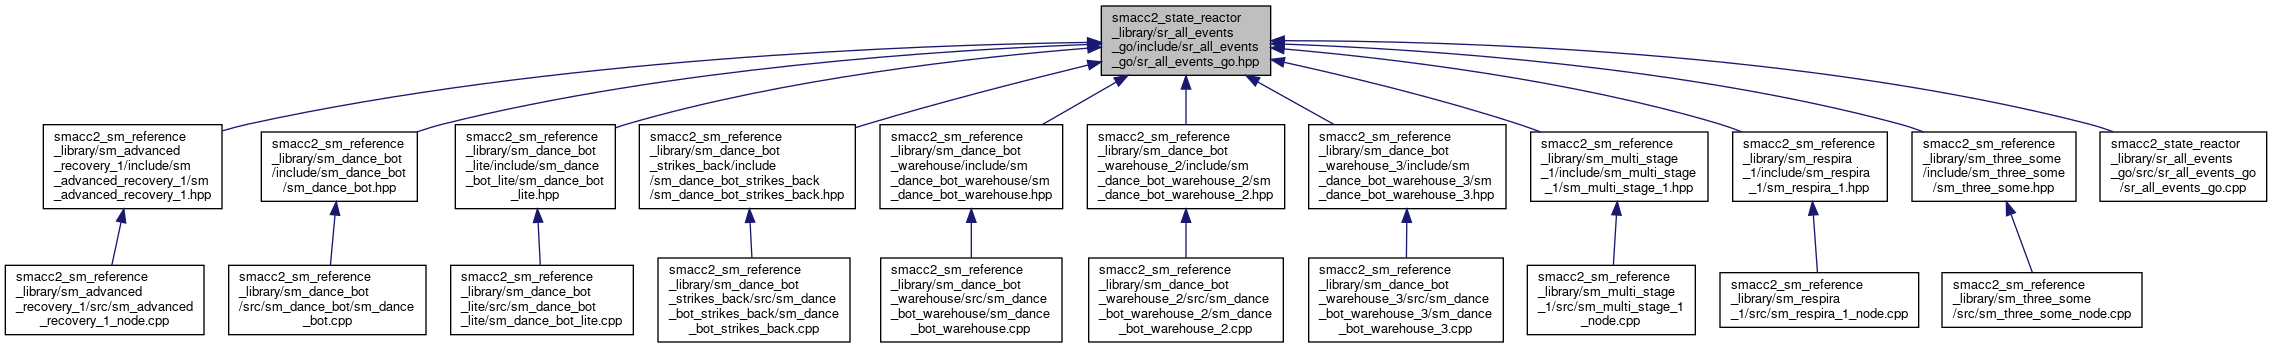 smacc2_state_reactor
_library/sr_all_events
_go/include/sr_all_events
_go/sr_all_events_go.hpp
smacc2_sm_reference
_library/sm_advanced
_recovery_1/include/sm
_advanced_recovery_1/sm
_advanced_recovery_1.hpp
smacc2_sm_reference
_library/sm_dance_bot
/include/sm_dance_bot
/sm_dance_bot.hpp
smacc2_sm_reference
_library/sm_dance_bot
_lite/include/sm_dance
_bot_lite/sm_dance_bot
_lite.hpp
smacc2_sm_reference
_library/sm_dance_bot
_strikes_back/include
/sm_dance_bot_strikes_back
/sm_dance_bot_strikes_back.hpp
smacc2_sm_reference
_library/sm_dance_bot
_warehouse/include/sm
_dance_bot_warehouse/sm
_dance_bot_warehouse.hpp
smacc2_sm_reference
_library/sm_dance_bot
_warehouse_2/include/sm
_dance_bot_warehouse_2/sm
_dance_bot_warehouse_2.hpp
smacc2_sm_reference
_library/sm_dance_bot
_warehouse_3/include/sm
_dance_bot_warehouse_3/sm
_dance_bot_warehouse_3.hpp
smacc2_sm_reference
_library/sm_multi_stage
_1/include/sm_multi_stage
_1/sm_multi_stage_1.hpp
smacc2_sm_reference
_library/sm_respira
_1/include/sm_respira
_1/sm_respira_1.hpp
smacc2_sm_reference
_library/sm_three_some
/include/sm_three_some
/sm_three_some.hpp
smacc2_state_reactor
_library/sr_all_events
_go/src/sr_all_events_go
/sr_all_events_go.cpp
smacc2_sm_reference
_library/sm_advanced
_recovery_1/src/sm_advanced
_recovery_1_node.cpp
smacc2_sm_reference
_library/sm_dance_bot
/src/sm_dance_bot/sm_dance
_bot.cpp
smacc2_sm_reference
_library/sm_dance_bot
_lite/src/sm_dance_bot
_lite/sm_dance_bot_lite.cpp
smacc2_sm_reference
_library/sm_dance_bot
_strikes_back/src/sm_dance
_bot_strikes_back/sm_dance
_bot_strikes_back.cpp
smacc2_sm_reference
_library/sm_dance_bot
_warehouse/src/sm_dance
_bot_warehouse/sm_dance
_bot_warehouse.cpp
smacc2_sm_reference
_library/sm_dance_bot
_warehouse_2/src/sm_dance
_bot_warehouse_2/sm_dance
_bot_warehouse_2.cpp
smacc2_sm_reference
_library/sm_dance_bot
_warehouse_3/src/sm_dance
_bot_warehouse_3/sm_dance
_bot_warehouse_3.cpp
smacc2_sm_reference
_library/sm_multi_stage
_1/src/sm_multi_stage_1
_node.cpp
smacc2_sm_reference
_library/sm_respira
_1/src/sm_respira_1_node.cpp
smacc2_sm_reference
_library/sm_three_some
/src/sm_three_some_node.cpp